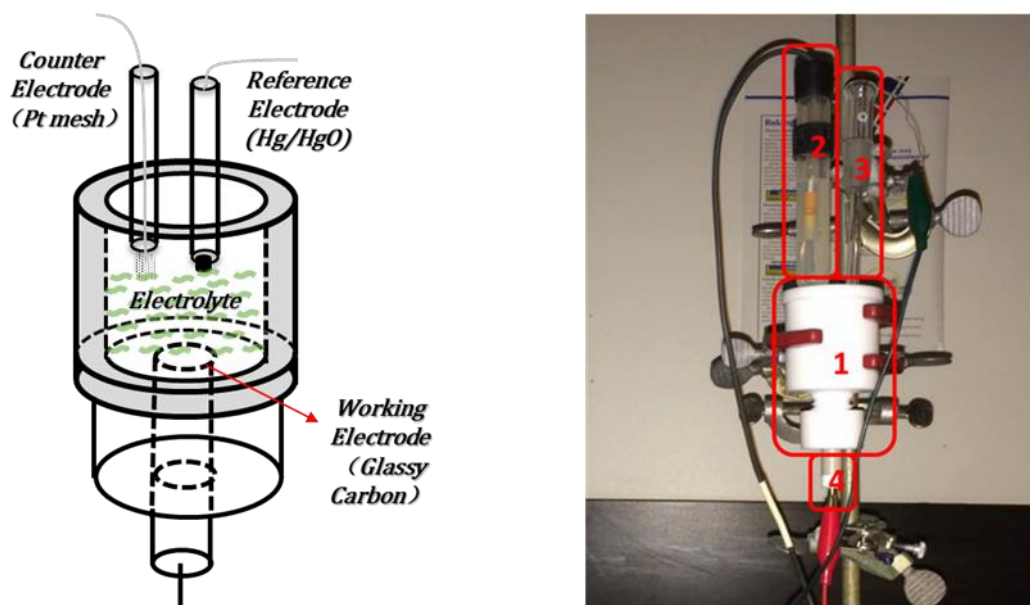 Counter
Electrode
(Pt mesh)
Reference
Electrode
(Hg/HgO)
Electrolyte
Working
Electrode
(Glassy
Carbon)
2
3
1
4